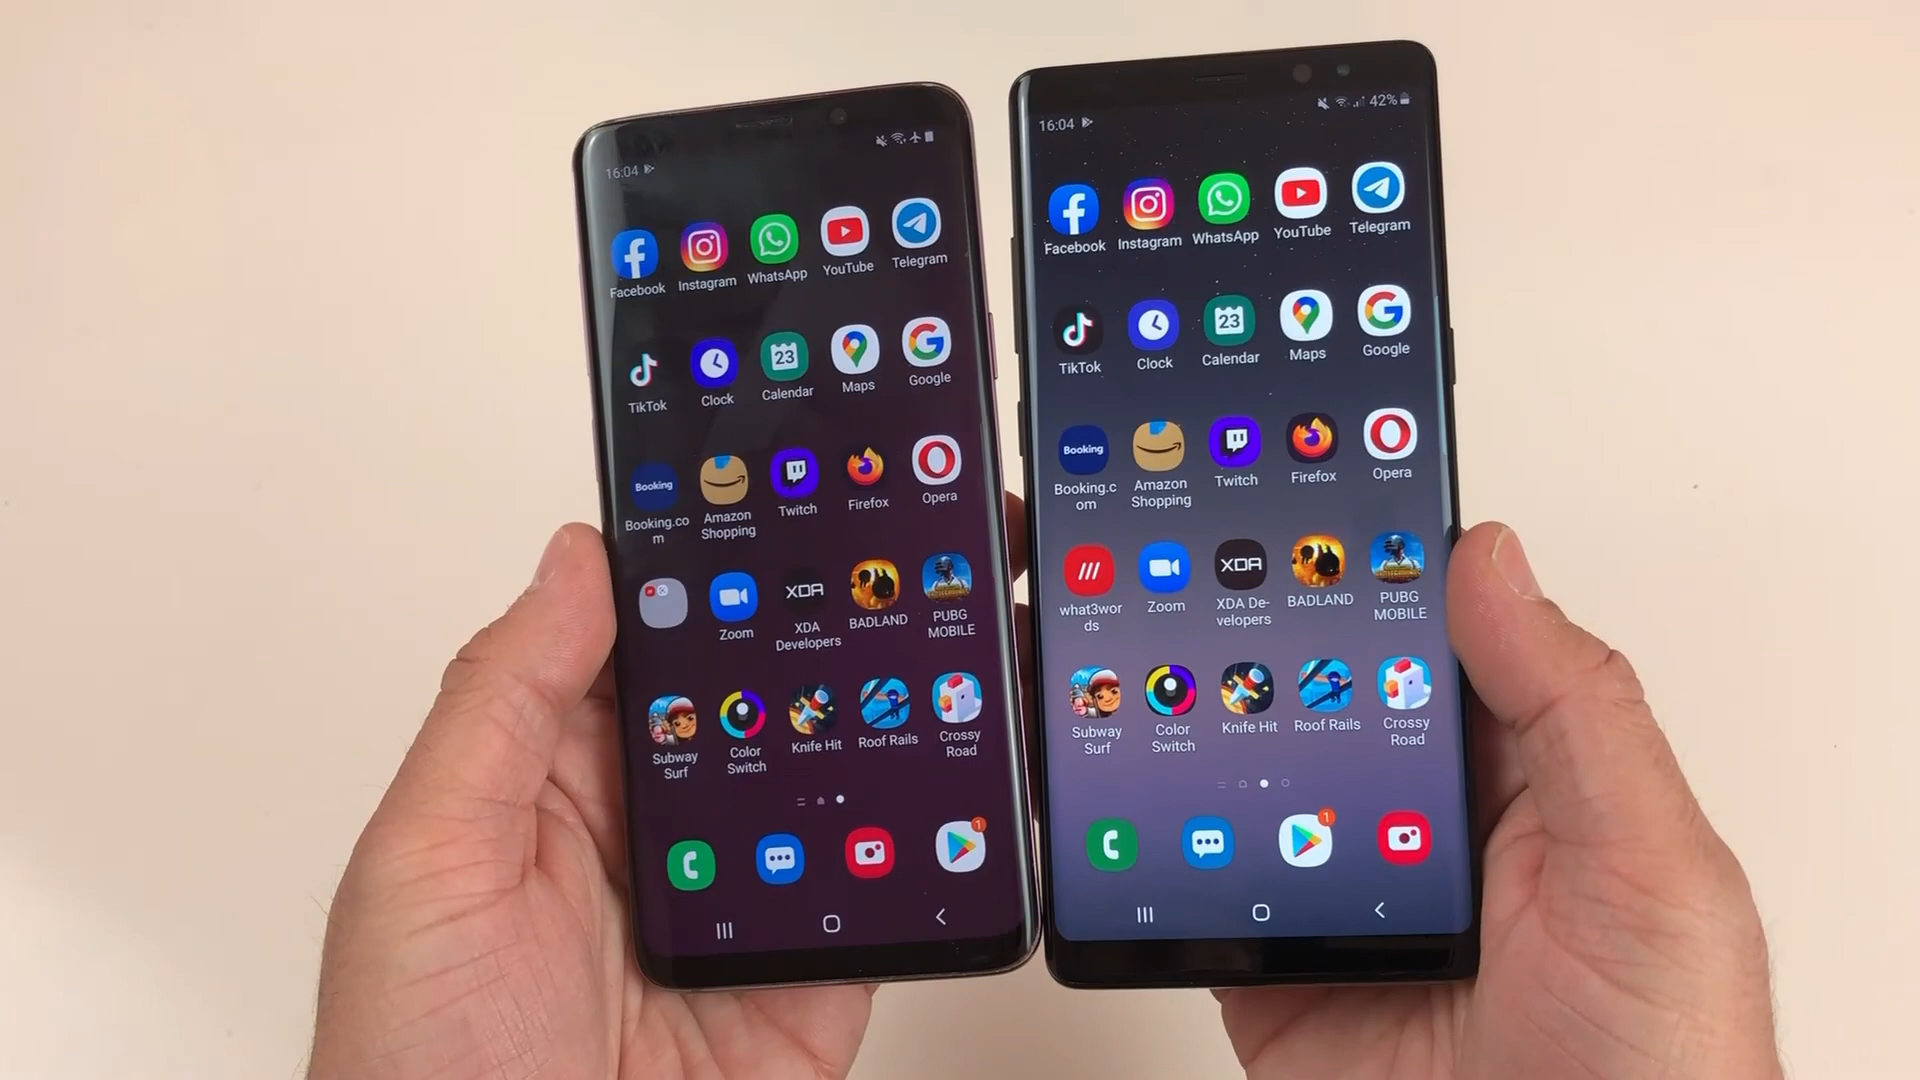 16:04
Facebook Instagram WhatsApp YouTube Telegram
23
TikTok Clock Calendar Maps Google
Booking
Booking.co
m
Amazon
Shopping
Twitch Firefox Opera
XDA
Zoom
XDA
Developers
BADLAND
PUBG
MOBILE
Subway
Surf
Color
Switch
Knife Hit Roof Rails
Crossy
Road
1
16:04
42%
Facebook Instagram WhatsApp YouTube Telegram
23
TikTok Clock Calendar Maps Google
Booking
Booking.c
om
Amazon
Shopping
Twitch Firefox Opera
XDA
what3wor
ds
Zoom
XDA De-
velopers
BADLAND
PUBG
MOBILE
Subway
Surf
Color
Switch
Knife Hit Roof Rails
Crossy
Road
1